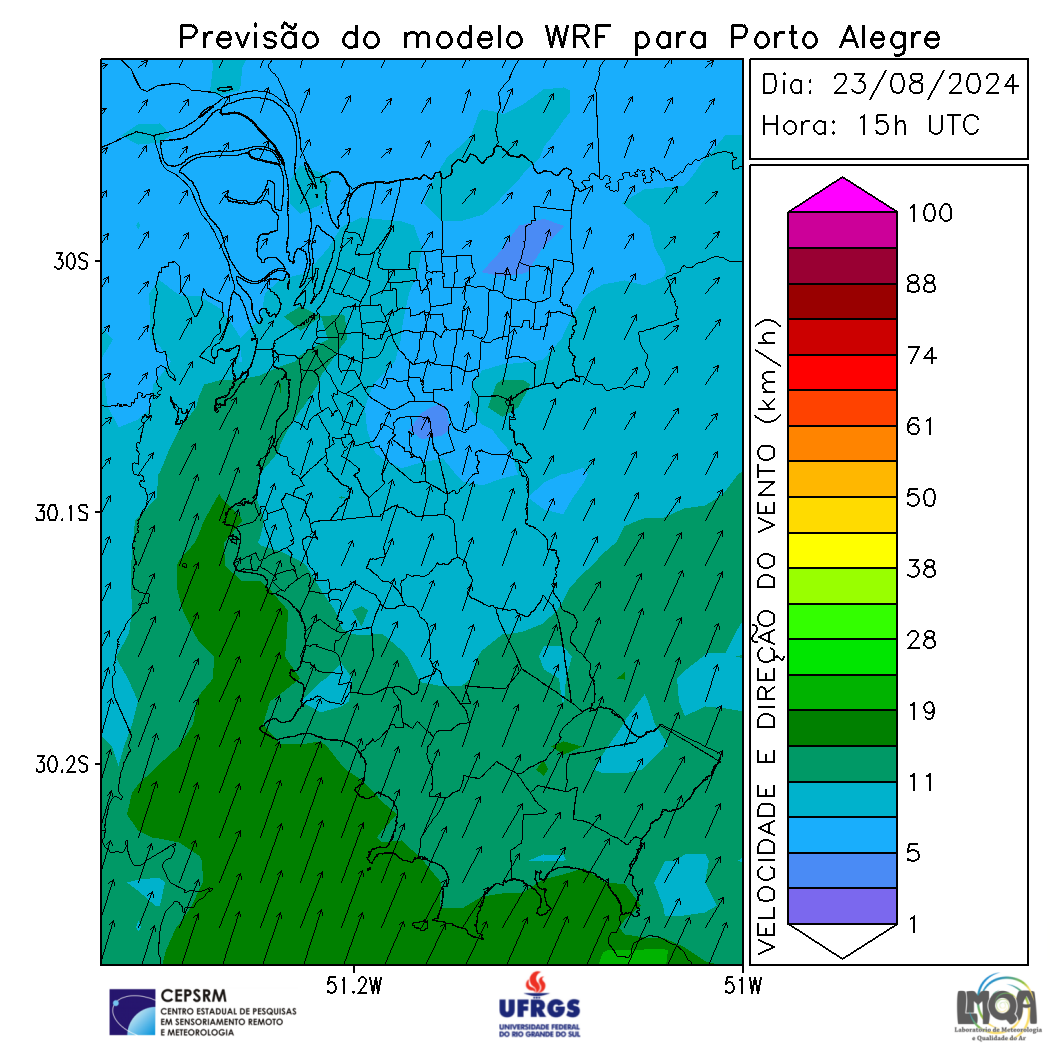 Previsão do modelo WRF para Porto Alegre
Dia: 23/08/2024
Hora: 15h UTC
30S
30.1S
30.2S
51.2W
51W
VELOCIDADE E DIREÇÃO DO VENTO (km/h)
100
88
74
61
50
38
28
19
11
5
1
CEPSRM
CENTRO ESTADUAL DE PESQUISAS
EM SENSORIAMENTO REMOTO
E METEOROLOGIA
UFRGS
UNIVERSIDADE FEDERAL
DO RIO GRANDE DO SUL
LMQA
Laboratório de Meteorologia
e Qualidade do Ar